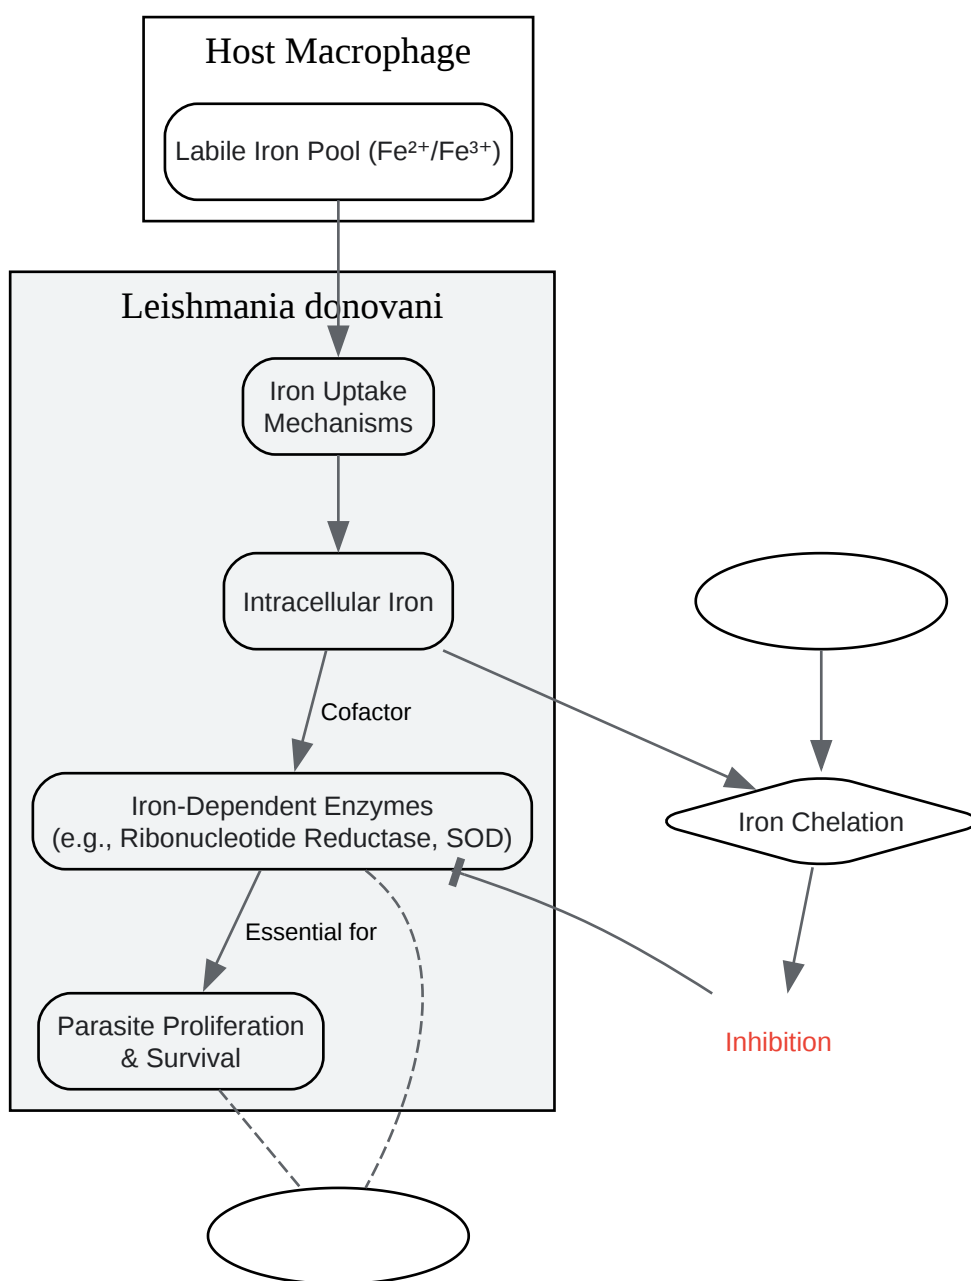 Host Macrophage
Labile Iron Pool (Fe²⁺/Fe³⁺)
Leishmania donovani
Iron Uptake
Mechanisms
Intracellular Iron
Cofactor
Iron-Dependent Enzymes
(e.g., Ribonucleotide Reductase, SOD)
Iron Chelation
Essential for
Parasite Proliferation
& Survival
Inhibition